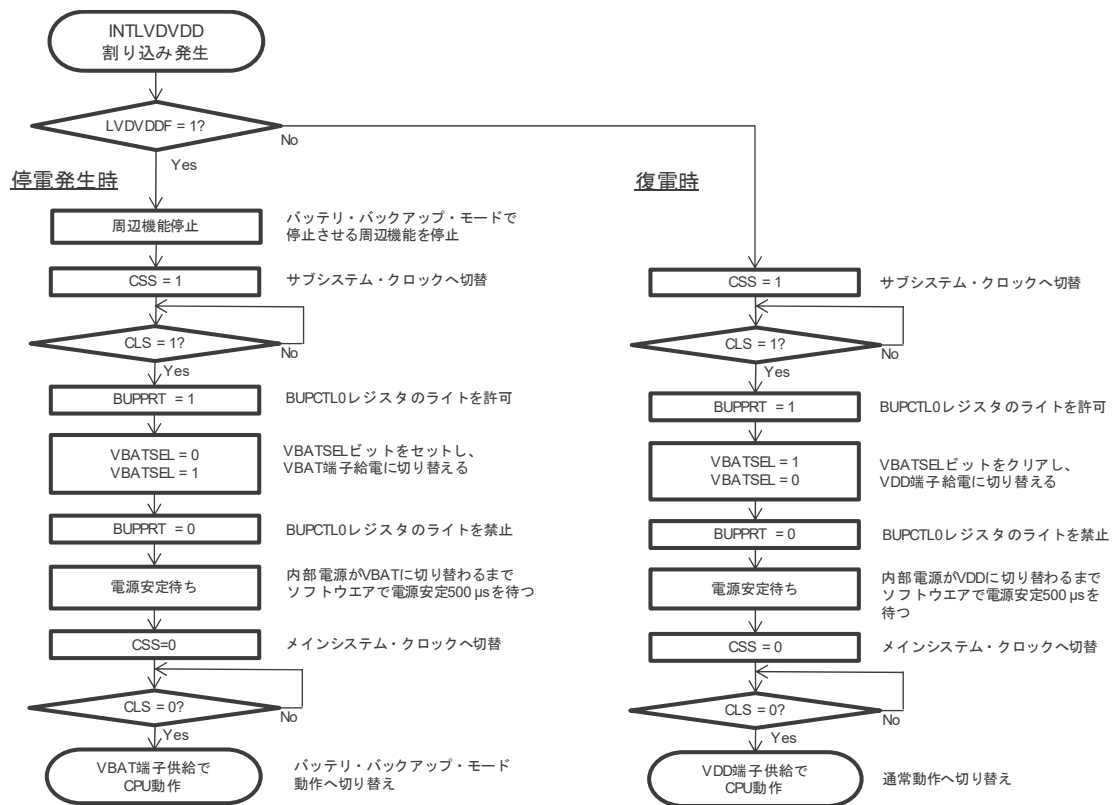 INTLVDVDD
割り込み発生
LVDVDDF = 1?
No
Yes
停電発生時
周辺機能停止
バッテリ・バックアップ・モードで
停止させる周辺機能を停止
CSS = 1
サブシステム・クロックへ切替
CLS = 1?
No
Yes
BUPPRT = 1
BUPCTL0レジスタのライトを許可
VBATSEL = 0
VBATSEL = 1
VBATSELビットをセットし、
VBAT端子給電に切り替える
BUPPRT = 0
BUPCTL0レジスタのライトを禁止
電源安定待ち
内部電源がVBATに切り替わるまで
ソフトウエアで電源安定500 µsを待つ
CSS=0
メインシステム・クロックへ切替
CLS = 0?
No
Yes
VBAT端子供給で
CPU動作
バッテリ・バックアップ・モード
動作へ切り替え
復電時
CSS = 1
サブシステム・クロックへ切替
CLS = 1?
No
Yes
BUPPRT = 1
BUPCTL0レジスタのライトを許可
VBATSEL = 1
VBATSEL = 0
VBATSELビットをクリアし、
VDD端子給電に切り替える
BUPPRT = 0
BUPCTL0レジスタのライトを禁止
電源安定待ち
内部電源がVDDに切り替わるまで
ソフトウエアで電源安定500 µsを
待つ
CSS = 0
メインシステム・クロックへ切替
CLS = 0?
No
Yes
VDD端子供給で
CPU動作
通常動作へ切り替え